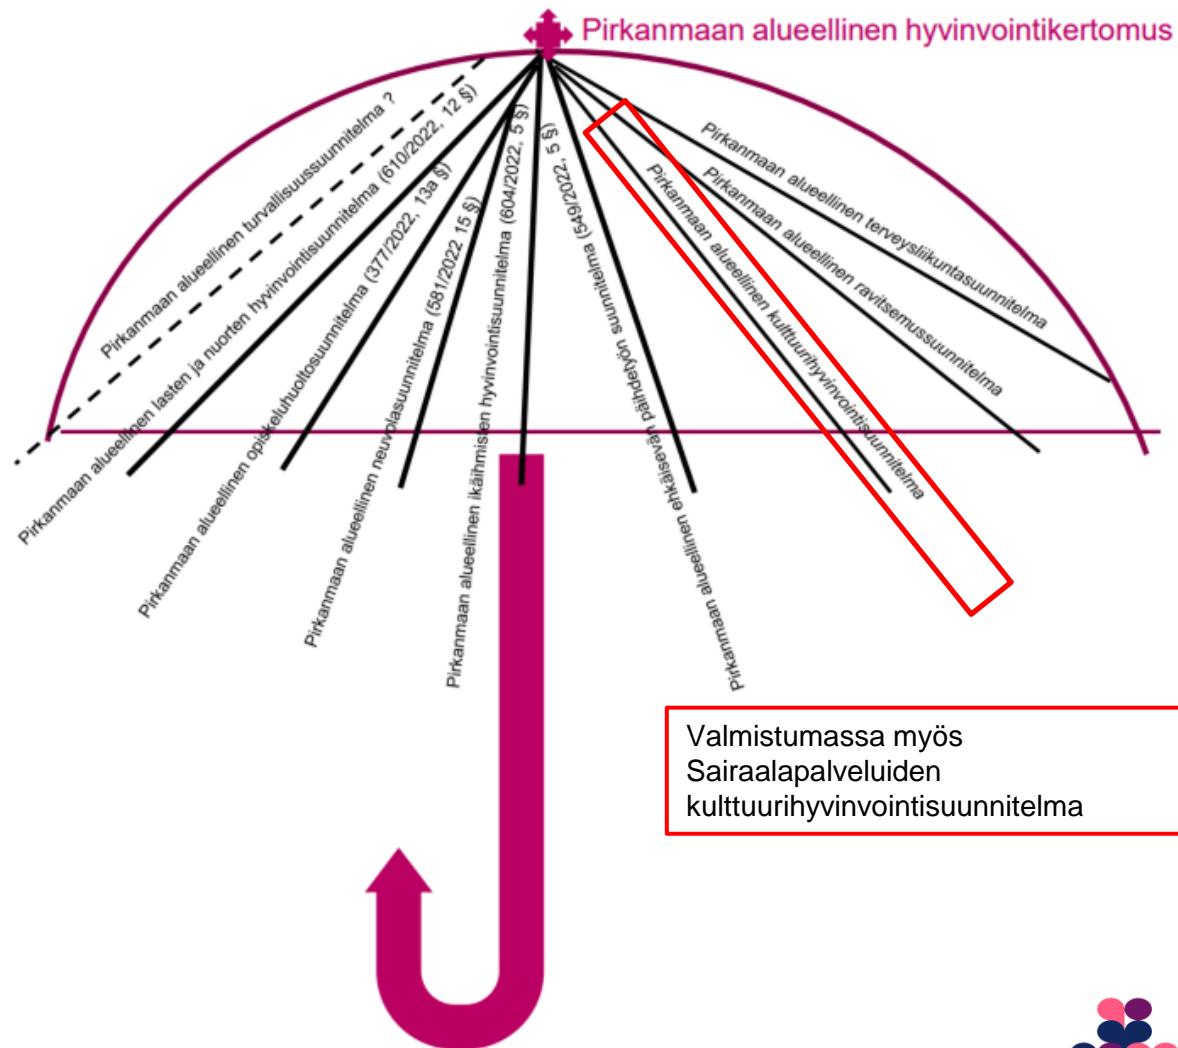 Pirkanmaan alueellinen hyvinvointikertomus
Pirkanmaan alueellinen turvallisuussuunnitelma ?
Pirkanmaan alueellinen lasten ja nuorten hyvinvointisuunnitelma (610/2022, 12 §)
Pirkanmaan alueellinen opiskeluhuoltosuunnitelma (377/2022, 13a §)
Pirkanmaan alueellinen neuvolasuunnitelma (581/2022 15 §)
Pirkanmaan alueellinen ikäihmisten hyvinvointisuunnitelma (604/2022, 5 §)
Pirkanmaan alueellinen ehkäisevän päihdetyön suunnitelma (549/2022, 5 §)
Pirkanmaan alueellinen kulttuurihyvinvointisuunnitelma
Pirkanmaan alueellinen ravitsemussuunnitelma
Pirkanmaan alueellinen terveysliikuntasuunnitelma
Valmistumassa myös
Sairaalapalveluiden
kulttuurihyvinvointisuunnitelma